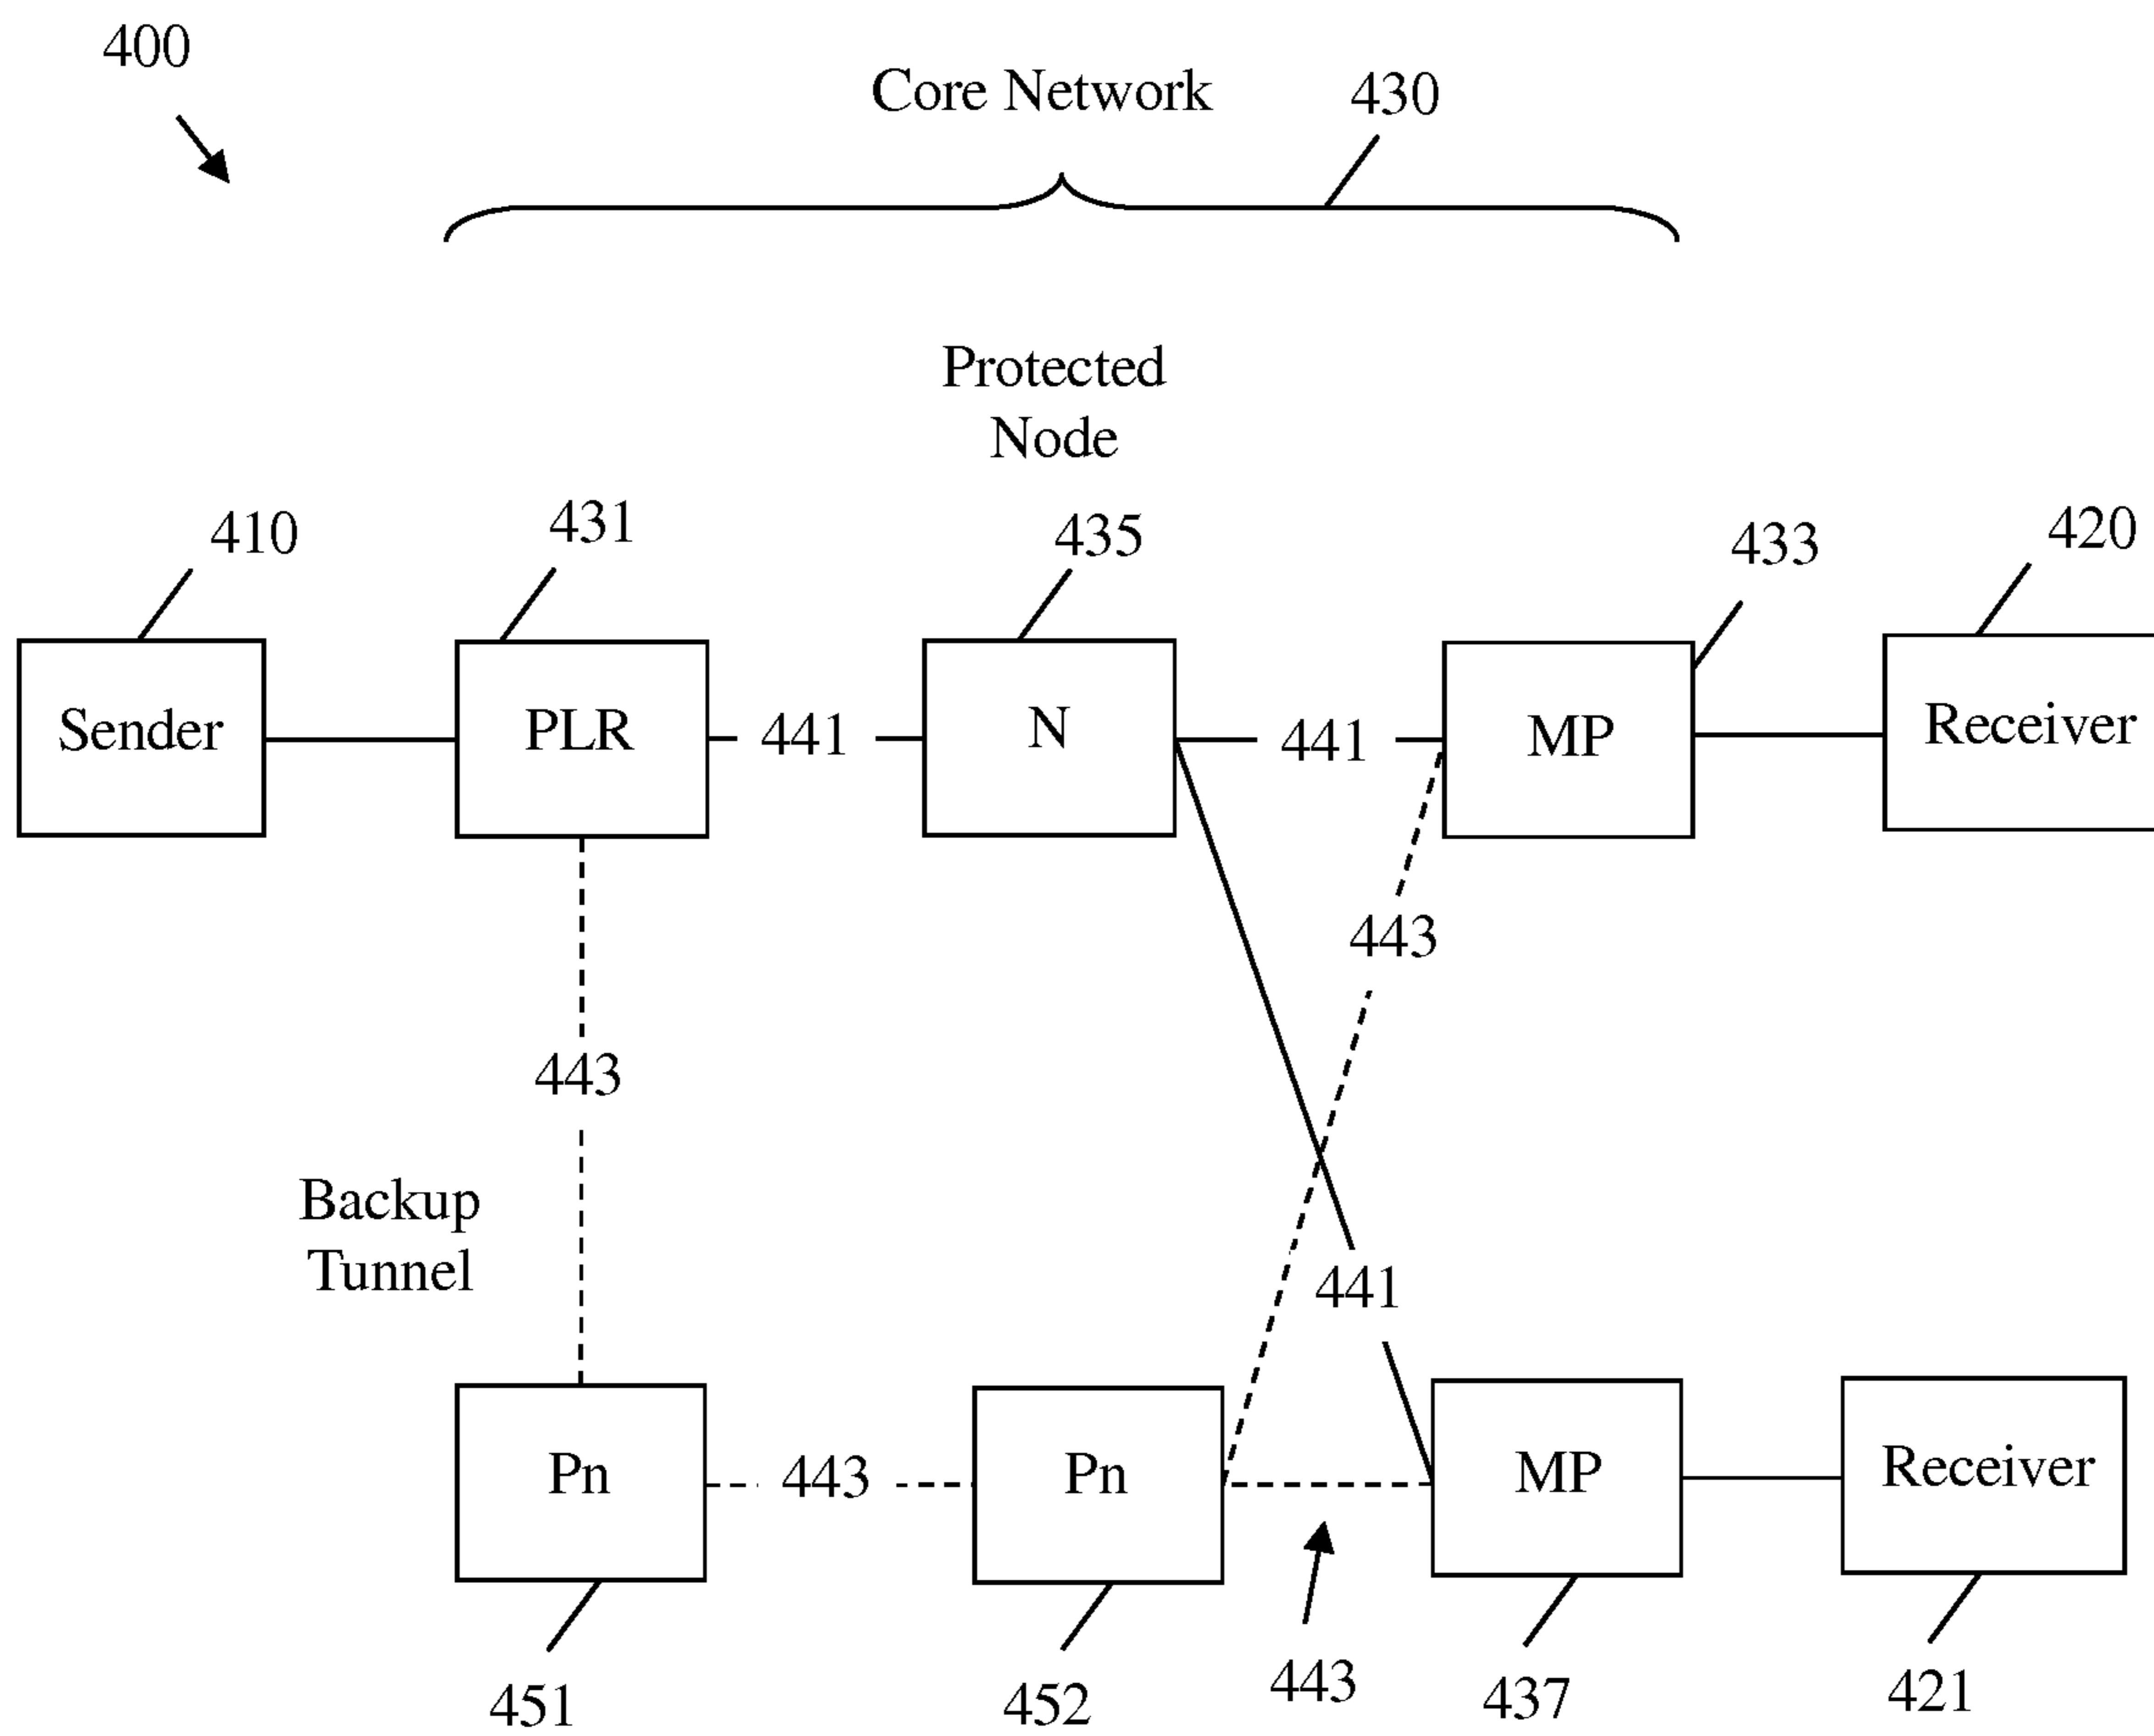 400
Core Network
430
Protected
Node
410
431
435
433
420
Sender
PLR
441
N
441
MP
Receiver
443
443
Backup
Tunnel
441
Pn
443
Pn
MP
Receiver
443
451
452
437
421